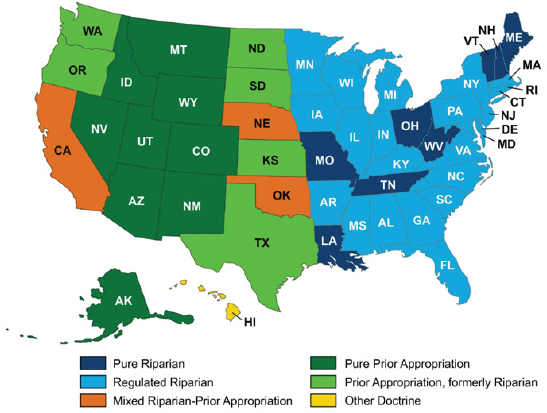 WA
MT
ND
MN
VT
NH
ME
OR
ID
SD
WI
MI
NY
MA
RI
CT
WY
NE
IA
PA
NJ
DE
MD
CA
NV
UT
CO
KS
MO
IL
IN
OH
WV
VA
KY
AZ
NM
OK
AR
TN
NC
SC
TX
LA
MS
AL
GA
FL
AK
HI
Pure Riparian
Regulated Riparian
Mixed Riparian-Prior Appropriation
Pure Prior Appropriation
Prior Appropriation, formerly Riparian
Other Doctrine